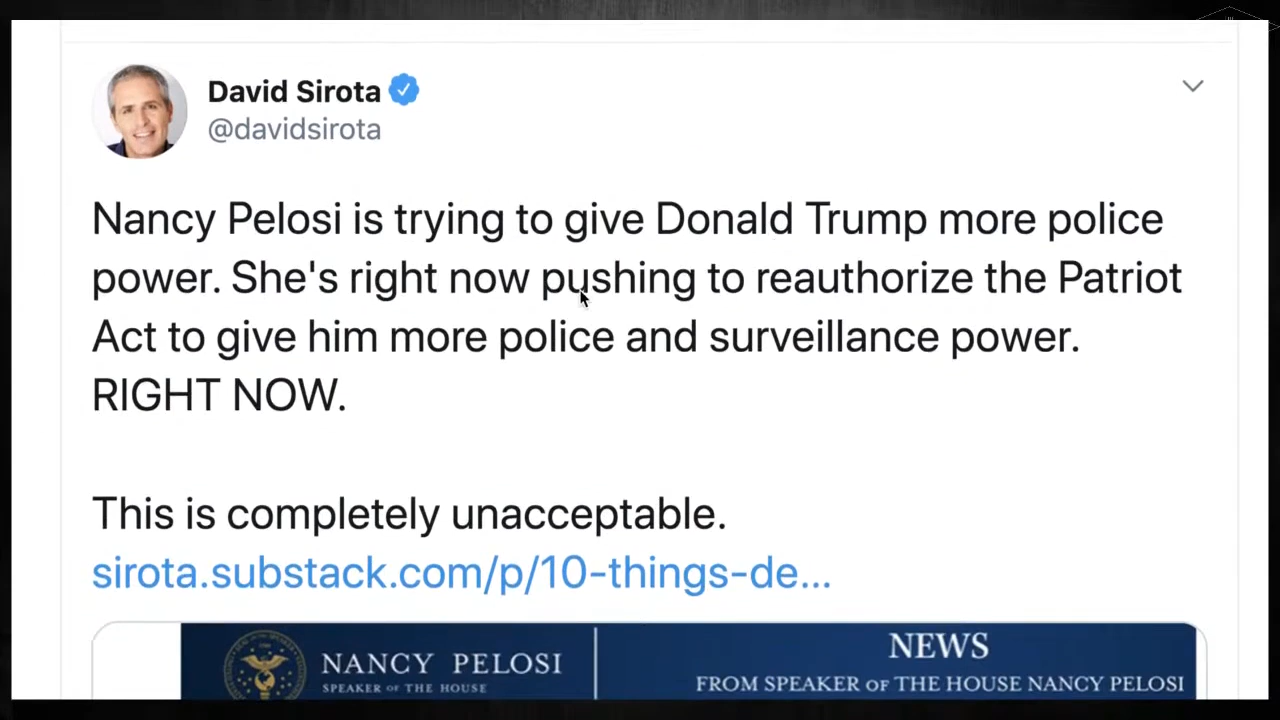 David Sirota
@davidsirota
Nancy Pelosi is trying to give Donald Trump more police
power. She's right now pushing to reauthorize the Patriot
Act to give him more police and surveillance power.
RIGHT NOW.
This is completely unacceptable.
sirota.substack.com/p/10-things-de...
NANCY PELOSI
SPEAKER OF THE HOUSE
NEWS
FROM SPEAKER OF THE HOUSE NANCY PELOSI